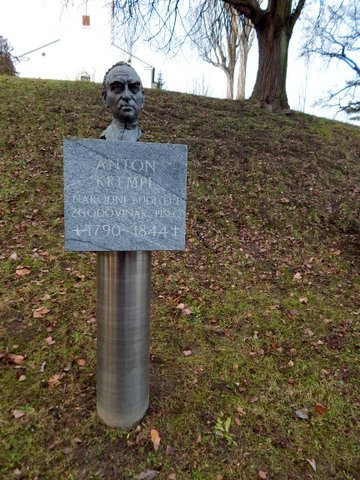 ANTON
KREMPL
NARODNI BUDITELJ
ZGODOVINAR, PISEC
*1790 - 1844†